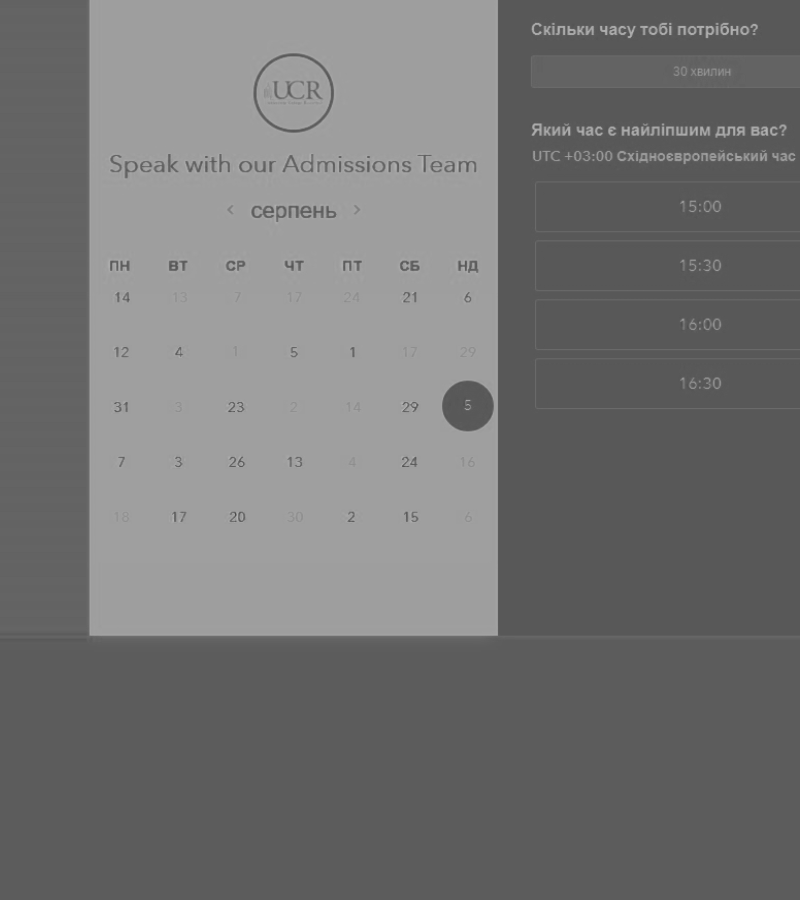 UCR
Speak with our Admissions Team
серпень
ПН ВТ СР ЧТ ПТ СБ НД
14 13 7 17 24 21 6
12 4 1 5 1 17 29
31 3 23 2 14 29 5
7 3 26 13 4 24 16
18 17 20 30 2 15 6
Скільки часу тобі потрібно?
30 хвилин
Який час є найліпшим для вас?
UTC +03:00 Східноєвропейський час
15:00
15:30
16:00
16:30